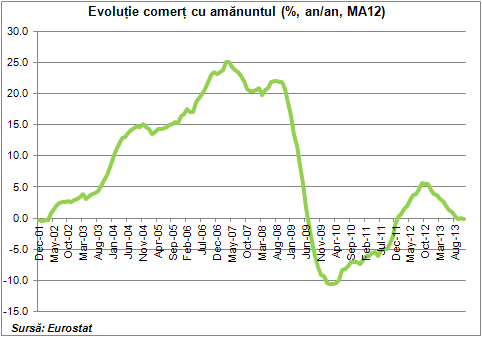 Evoluție comerț cu amănuntul (%, an/an, MA12)
30.0
25.0
20.0
15.0
10.0
5.0
0.0
-5.0
-10.0
-15.0
Dec-01
May-02
Oct-02
Mar-03
Aug-03
Jan-04
Jun-04
Nov-04
Apr-05
Sep-05
Feb-06
Jul-06
Dec-06
May-07
Oct-07
Mar-08
Aug-08
Jan-09
Jun-09
Nov-09
Apr-10
Sep-10
Feb-11
Jul-11
Dec-11
May-12
Oct-12
Mar-13
Aug-13
Sursă: Eurostat